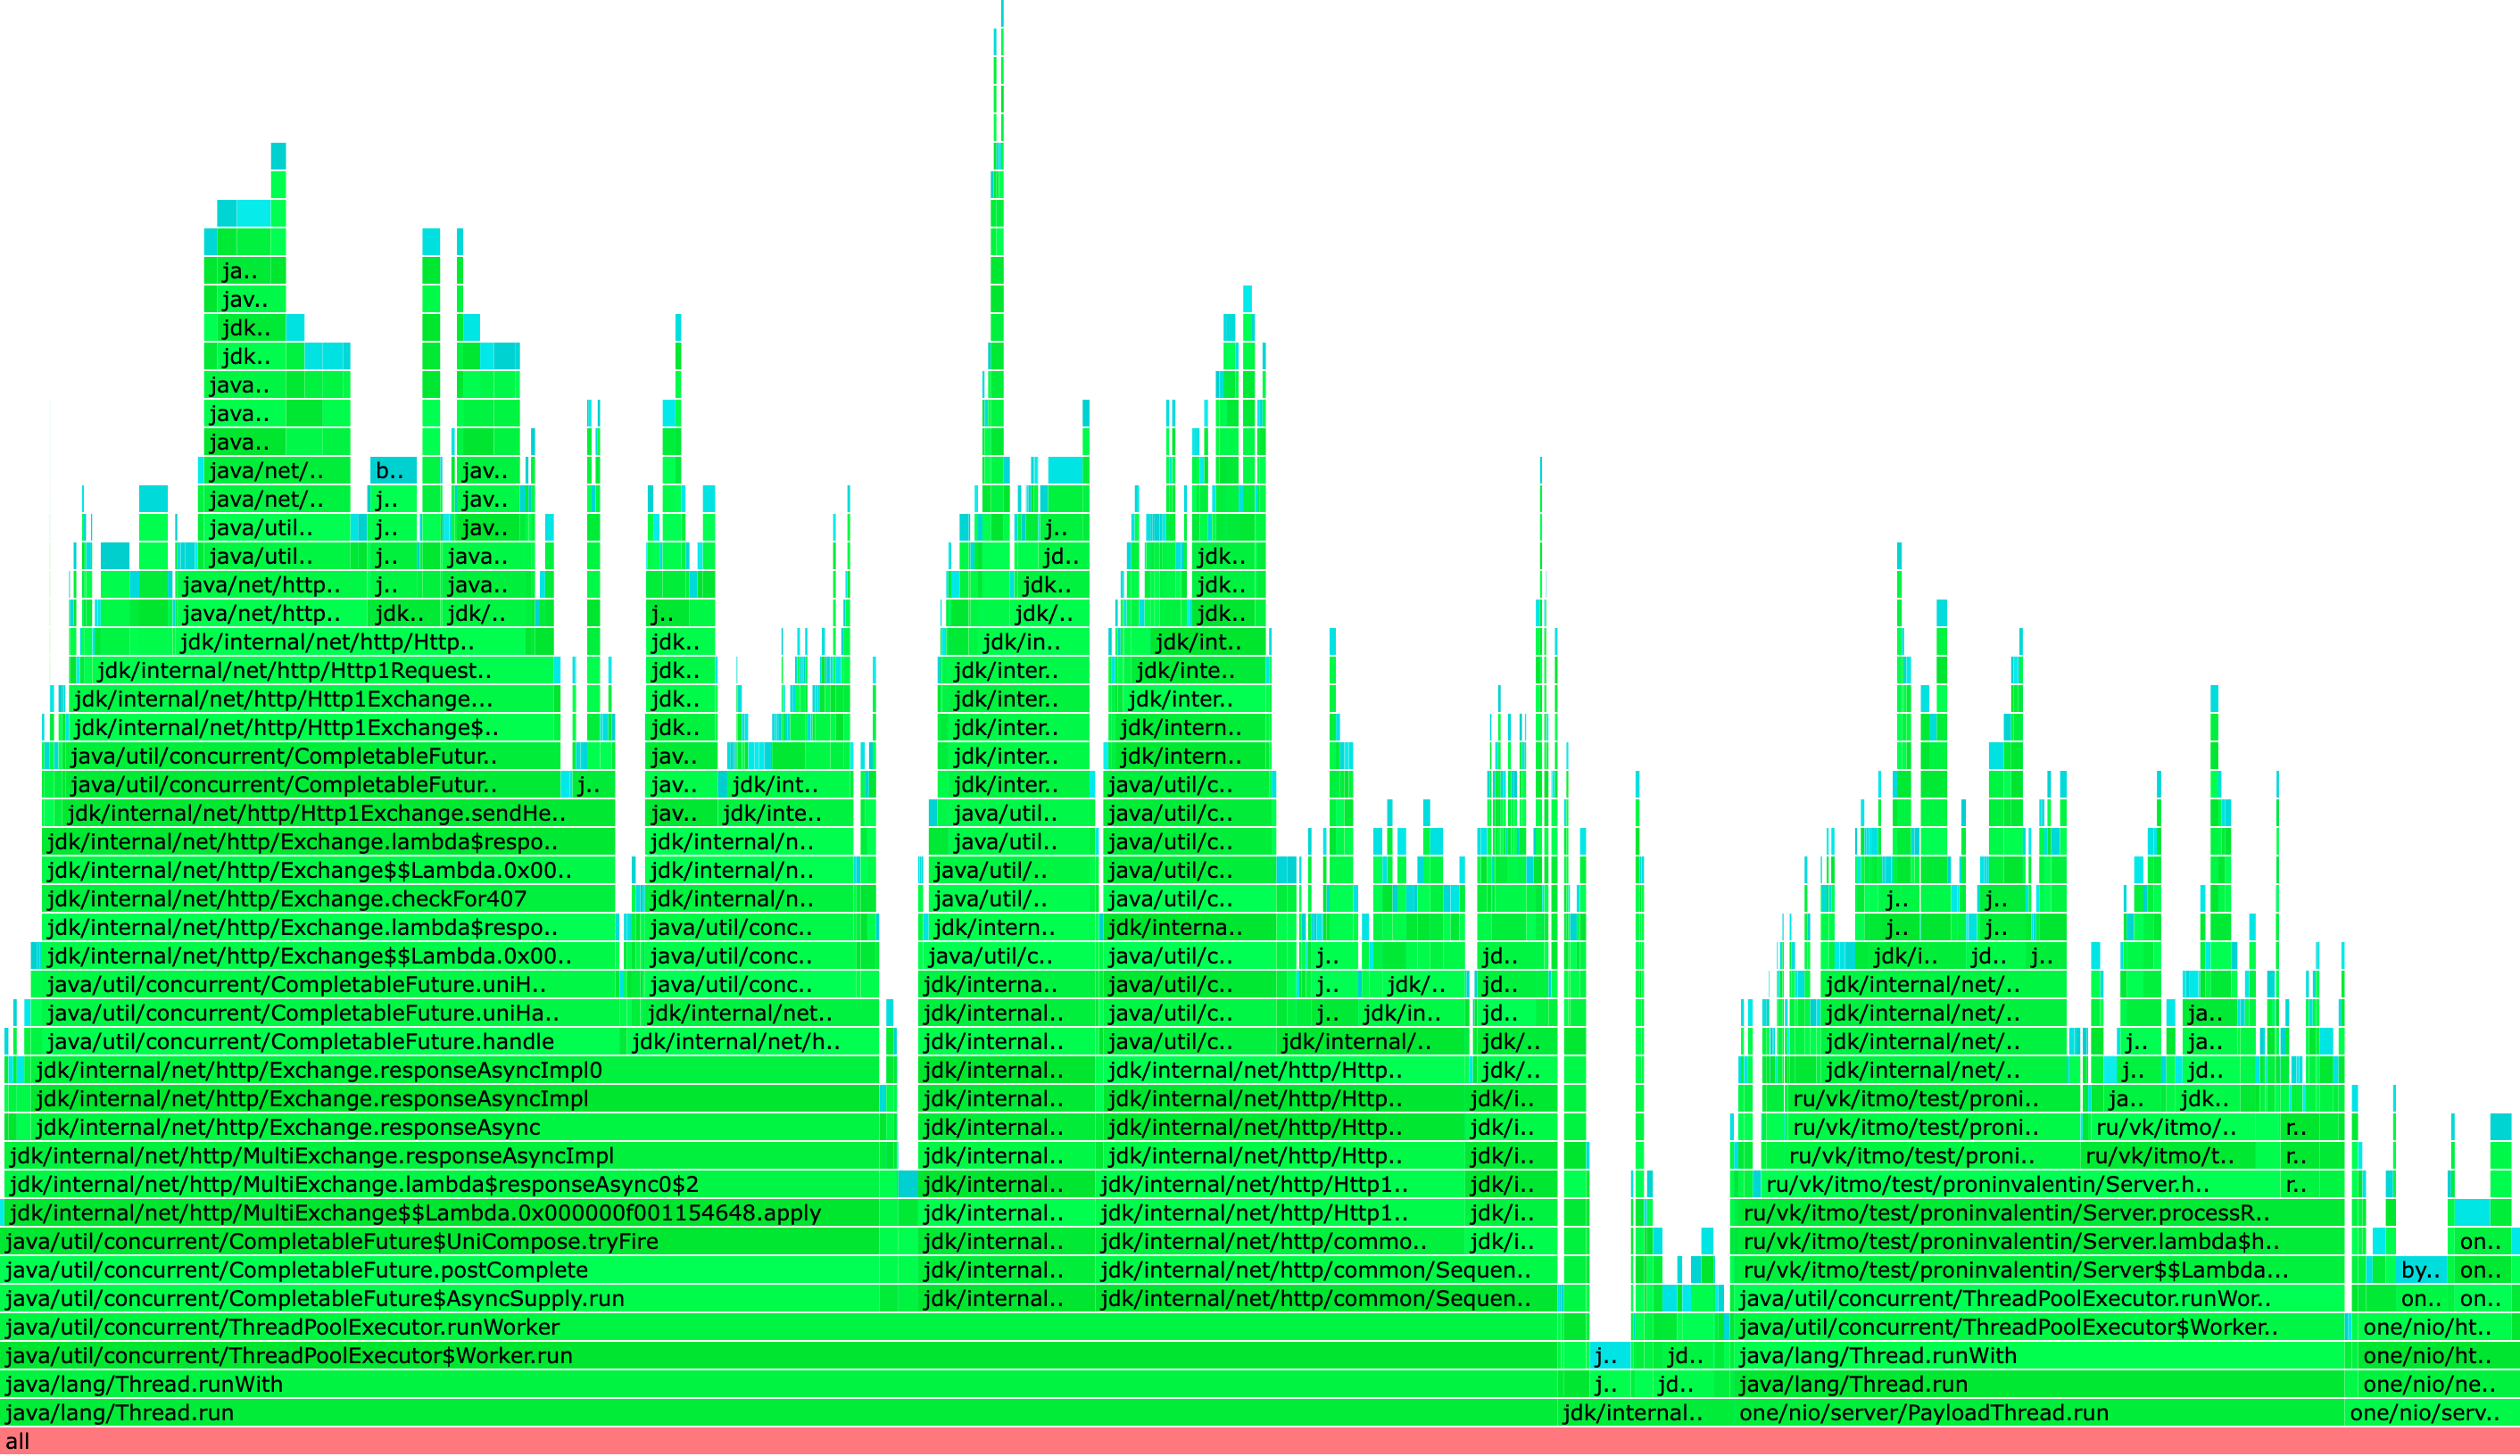 ja..
jav..
jdk..
jdk..
java..
java..
java..
java/net/.. b.. jav..
java/net/.. j.. jav..
java/util.. j.. jav.. j..
java/util.. j.. java.. jd.. jdk..
java/net/http.. j.. java.. jdk.. jdk..
java/net/http.. jdk.. jdk/.. j.. jdk/.. jdk..
jdk/internal/net/http/Http.. jdk.. jdk/in.. jdk/int..
jdk/internal/net/http/Http1Request.. jdk.. jdk/inter.. jdk/inte..
jdk/internal/net/http/Http1Exchange... jdk.. jdk/inter.. jdk/inter..
jdk/internal/net/http/Http1Exchange$.. jdk.. jdk/inter.. jdk/intern..
java/util/concurrent/CompletableFutur.. jav.. jdk/inter.. jdk/intern..
java/util/concurrent/CompletableFutur.. j.. jav.. jdk/int.. jdk/inter.. java/util/c..
jdk/internal/net/http/Http1Exchange.sendHe.. jav.. jdk/inte.. java/util.. java/util/c..
jdk/internal/net/http/Exchange.lambda$respo.. jdk/internal/n.. java/util.. java/util/c..
jdk/internal/net/http/Exchange$$Lambda.0x00.. jdk/internal/n.. java/util/.. java/util/c..
jdk/internal/net/http/Exchange.checkFor407 jdk/internal/n.. java/util/.. java/util/c.. j.. j..
jdk/internal/net/http/Exchange.lambda$respo.. java/util/conc.. jdk/intern.. jdk/interna.. j.. j..
jdk/internal/net/http/Exchange$$Lambda.0x00.. java/util/conc.. java/util/c.. java/util/c.. j.. jd.. jdk/i.. jd.. j..
java/util/concurrent/CompletableFuture.uniH.. java/util/conc.. jdk/interna.. java/util/c.. j.. jdk/.. jd.. jdk/internal/net/..
java/util/concurrent/CompletableFuture.uniHa.. jdk/internal/net.. jdk/internal.. java/util/c.. j.. jdk/in.. jd.. jdk/internal/net/.. ja..
java/util/concurrent/CompletableFuture.handle jdk/internal/net/h.. jdk/internal.. java/util/c.. jdk/internal/.. jdk/.. jdk/internal/net/.. j.. ja..
jdk/internal/net/http/Exchange.responseAsyncImpl0 jdk/internal.. jdk/internal/net/http/Http.. jdk/.. jdk/internal/net/.. j.. jd..
jdk/internal/net/http/Exchange.responseAsyncImpl jdk/internal.. jdk/internal/net/http/Http.. jdk/i.. ru/vk/itmo/test/proni.. ja.. jdk..
jdk/internal/net/http/Exchange.responseAsync jdk/internal.. jdk/internal/net/http/Http.. jdk/i.. ru/vk/itmo/test/proni.. ru/vk/itmo/.. r..
jdk/internal/net/http/MultiExchange.responseAsyncImpl jdk/internal.. jdk/internal/net/http/Http.. jdk/i.. ru/vk/itmo/test/proni.. ru/vk/itmo/t.. r..
jdk/internal/net/http/MultiExchange.lambda$responseAsync0$2 jdk/internal.. jdk/internal/net/http/Http1.. jdk/i.. ru/vk/itmo/test/proninvalentin/Server.h.. r..
jdk/internal/net/http/MultiExchange$$Lambda.0x000000f001154648.apply jdk/internal.. jdk/internal/net/http/Http1.. jdk/i.. ru/vk/itmo/test/proninvalentin/Server.processR..
java/util/concurrent/CompletableFuture$UniCompose.tryFire jdk/internal.. jdk/internal/net/http/commo.. jdk/i.. ru/vk/itmo/test/proninvalentin/Server.lambda$h.. on..
java/util/concurrent/CompletableFuture.postComplete jdk/internal.. jdk/internal/net/http/common/Sequen.. ru/vk/itmo/test/proninvalentin/Server$$Lambda... by.. on..
java/util/concurrent/CompletableFuture$AsyncSupply.run jdk/internal.. jdk/internal/net/http/common/Sequen.. java/util/concurrent/ThreadPoolExecutor.runWor.. on.. on..
java/util/concurrent/ThreadPoolExecutor.runWorker java/util/concurrent/ThreadPoolExecutor$Worker.. one/nio/ht..
java/util/concurrent/ThreadPoolExecutor$Worker.run j.. jd.. java/lang/Thread.runWith one/nio/ht..
java/lang/Thread.runWith j.. jd.. java/lang/Thread.run one/nio/ne..
java/lang/Thread.run jdk/internal.. one/nio/server/PayloadThread.run one/nio/serv..
all